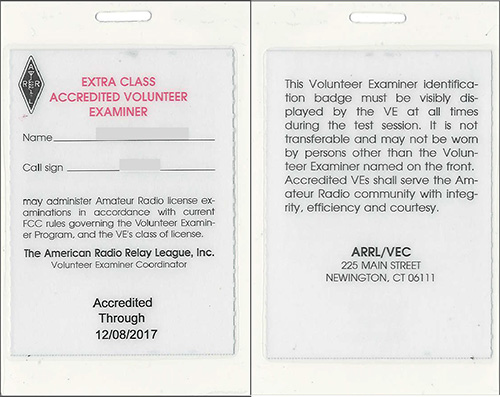 EXTRA CLASS
ACCREDITED VOLUNTEER
EXAMINER
Name
Call sign
may administer Amateur Radio license ex-
aminations in accordance with current
FCC rules governing the Volunteer Examin-
er Program, and the VE's class of license.
The American Radio Relay League, Inc.
Volunteer Examiner Coordinator
Accredited
Through
12/08/2017
This Volunteer Examiner identifica-
tion badge must be visibly dis-
played by the VE at all times
during the test session. It is not
transferable and may not be worn
by persons other than the Volun-
teer Examiner named on the front.
Accredited VEs shall serve the Am-
ateur Radio community with integ-
rity, efficiency and courtesy.
ARRL/VEC
225 MAIN STREET
NEWINGTON, CT 06111